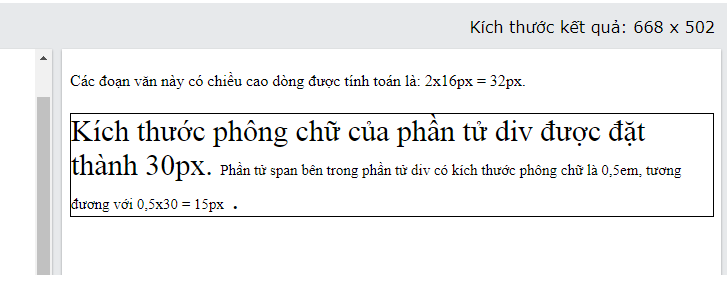 Kích thước kết quả: 668 x 502
Các đoạn văn này có chiều cao dòng được tính toán là: 2x16px = 32px.
Kích thước phông chữ của phần tử div được đặt
thành 30px. Phần tử span bên trong phần tử div có kích thước phông chữ là 0,5em, tương
đương với 0,5x30 = 15px .